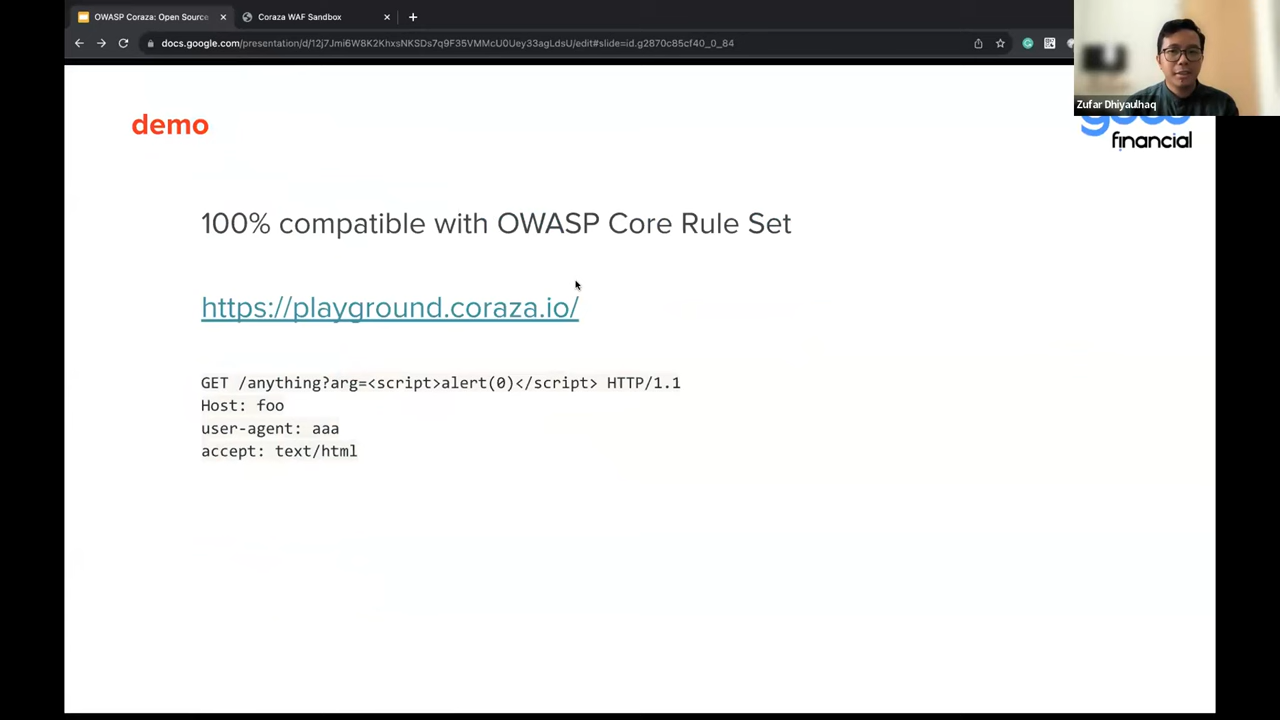 OWASP Coraza: Open Source
Coraza WAF Sandbox
docs.google.com/presentation/d/12j7Jmi6W8K2KhxsNKSDs7q9F35VMMcU0Uey33agLdsU/edit#slide=id.g2870c85cf40_0_84
Zufar Dhiyaulhaq
demo
financial
100% compatible with OWASP Core Rule Set
https://playground.coraza.io/
GET /anything?arg=<script>alert(0)</script> HTTP/1.1
Host: foo
user-agent: aaa
accept: text/html